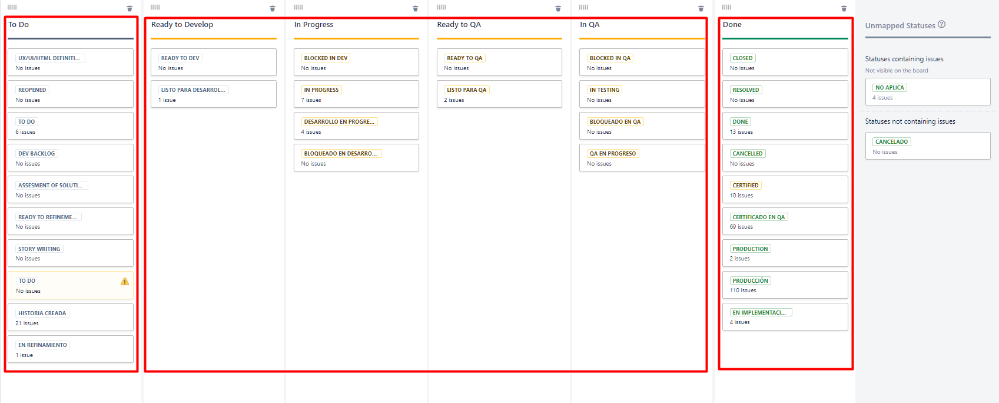 To Do
UX/UI/HTML DEFINITI...
No issues
REOPENED
No issues
TO DO
6 issues
DEV BACKLOG
No issues
ASSESMENT OF SOLUTI...
No issues
READY TO REFINEME...
No issues
STORY WRITING
No issues
TO DO
No issues
HISTORIA CREADA
21 issues
EN REFINAMIENTO
1 issue
Ready to Develop
READY TO DEV
No issues
LISTO PARA DESARROL...
1 issue
In Progress
BLOCKED IN DEV
No issues
IN PROGRESS
7 issues
DESARROLLO EN PROGRE...
4 issues
BLOQUEADO EN DESARRO...
No issues
Ready to QA
READY TO QA
No issues
LISTO PARA QA
2 issues
In QA
BLOCKED IN QA
No issues
IN TESTING
No issues
BLOQUEADO EN QA
No issues
QA EN PROGRESO
No issues
Done
CLOSED
No issues
RESOLVED
No issues
DONE
13 issues
CANCELLED
No issues
CERTIFIED
10 issues
CERTIFICADO EN QA
69 issues
PRODUCTION
2 issues
PRODUCCIÓN
110 issues
EN IMPLEMENTACI...
4 issues
Unmapped Statuses ?
Statuses containing issues
Not visible on the board
NO APLICA
4 issues
Statuses not containing issues
CANCELADO
No issues